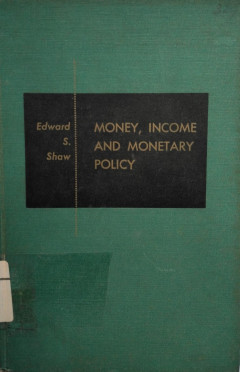 Edward
S.
Shaw
MONEY, INCOME
AND MONETARY
POLICY